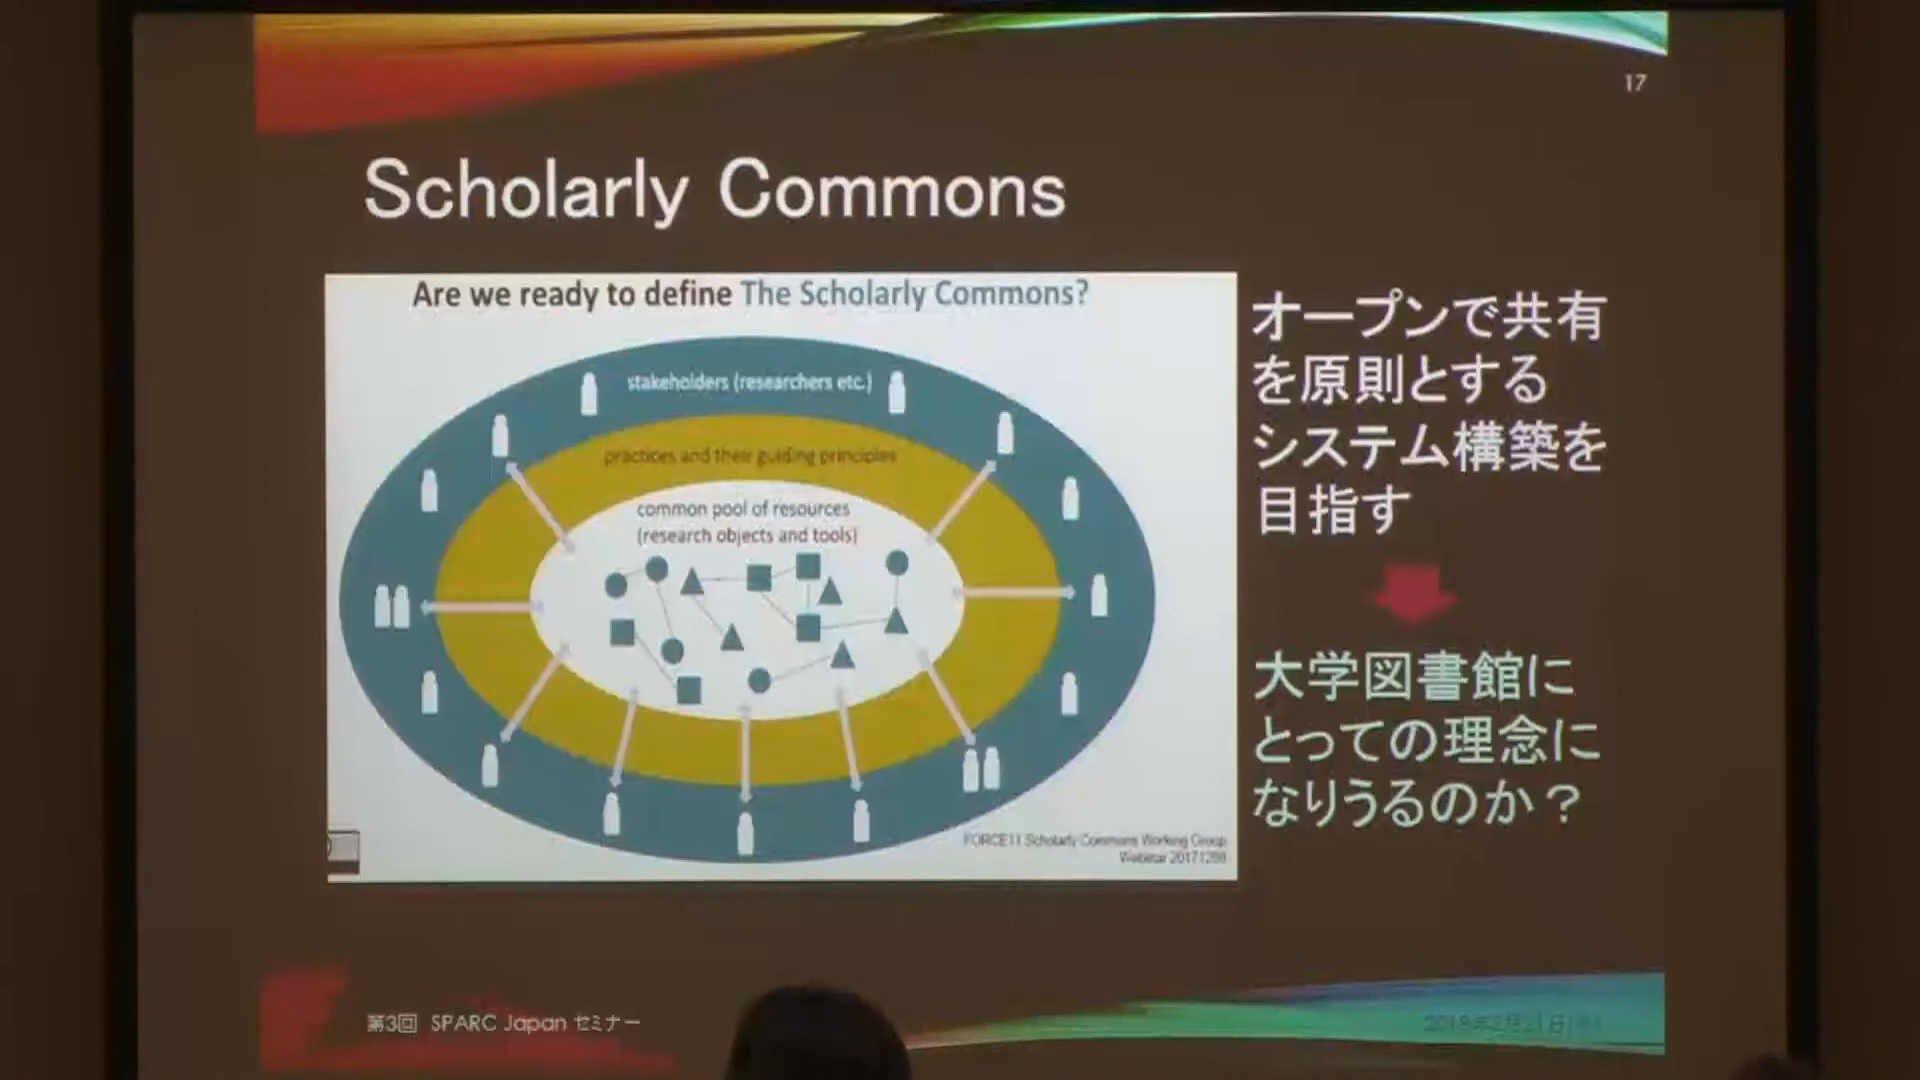 17
Scholarly Commons
Are we ready to define The Scholarly Commons?
stakeholders (researchers etc.)
practices and their guiding principles
common pool of resources
(research objects and tools)
FORCE11 Scholarly Commons Working Group
Webinar
オープンで共有
を原則とする
システム構築を
目指す
大学図書館に
とっての理念に
なりうるのか？
第3回 SPARC Japan セミナー